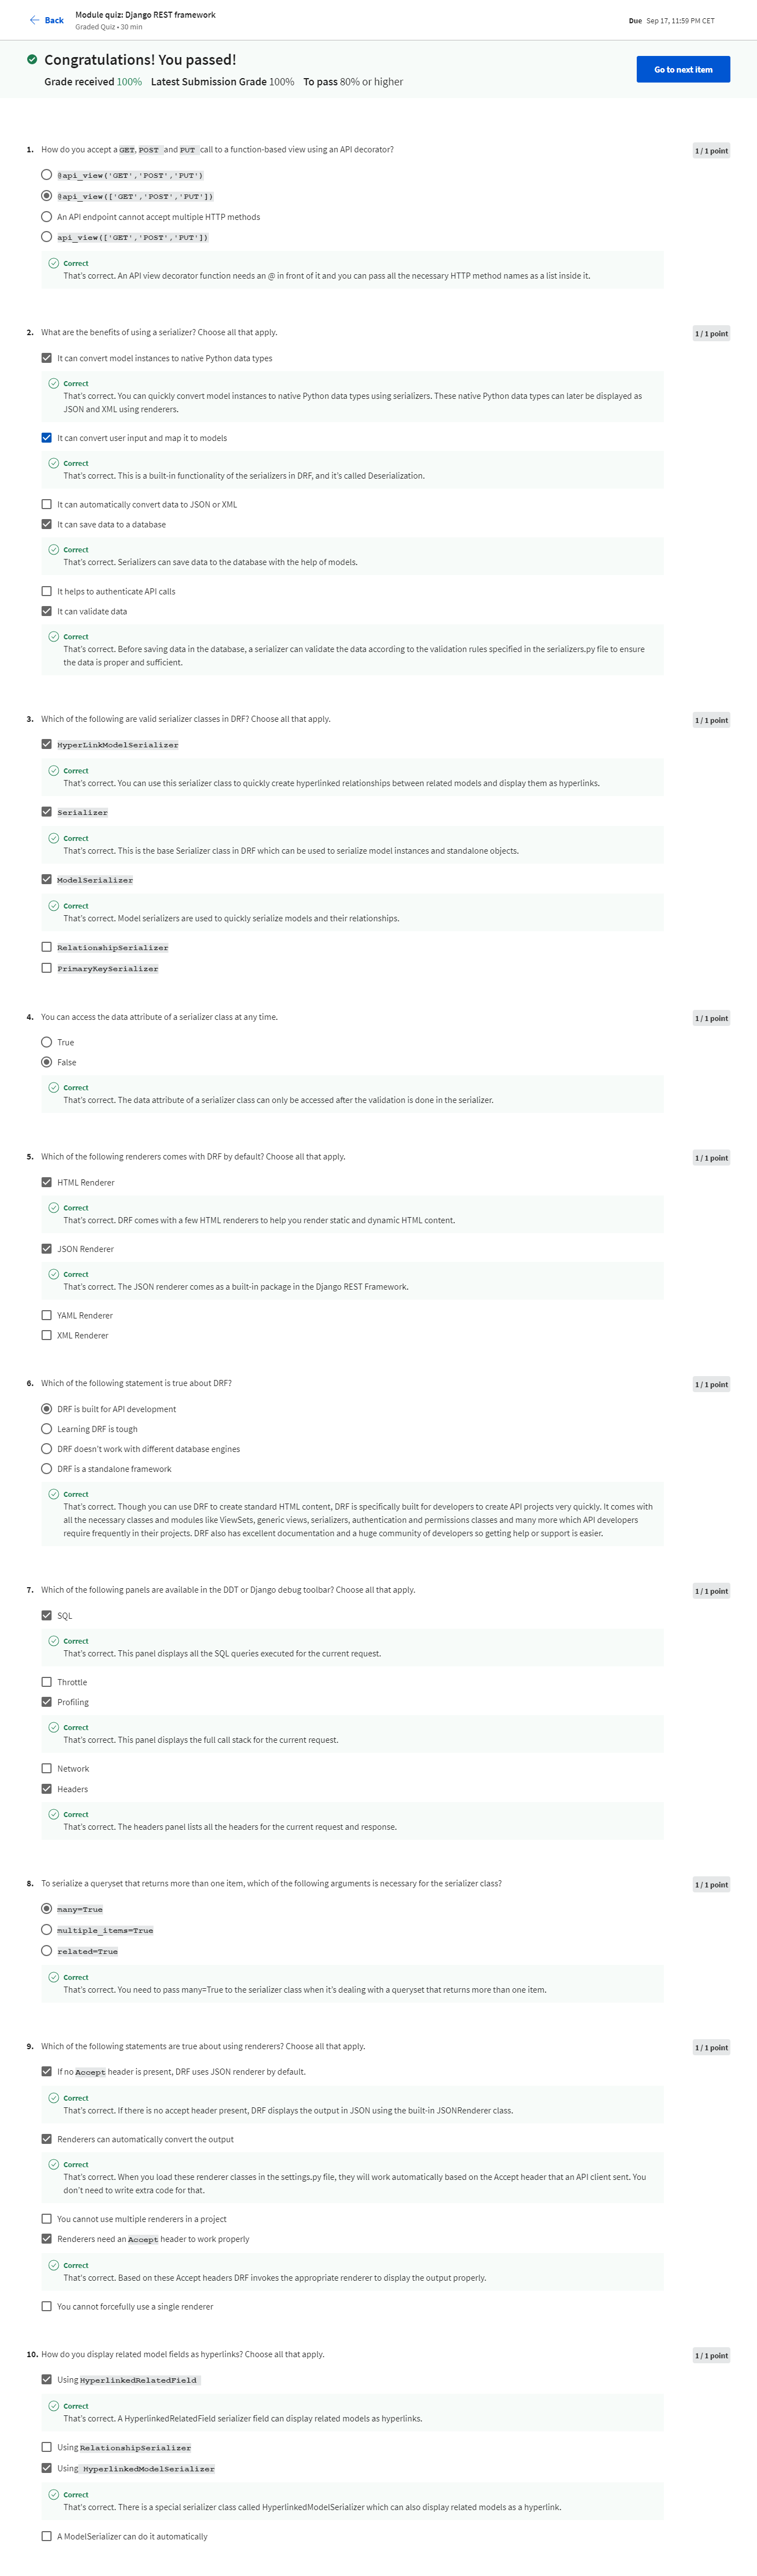 Back
Module quiz: Django REST framework
Graded Quiz • 30 min
Due Sep 17, 11:59 PM CET
Congratulations! You passed!
Grade received 100% Latest Submission Grade 100% To pass 80% or higher
Go to next item
1. How do you accept a GET, POST and PUT call to a function-based view using an API decorator?
1 / 1 point
@api_view('GET','POST','PUT')
@api_view(['GET','POST','PUT'])
An API endpoint cannot accept multiple HTTP methods
api_view(['GET','POST','PUT'])
Correct
That's correct. An API view decorator function needs an @ in front of it and you can pass all the necessary HTTP method names as a list inside it.
2. What are the benefits of using a serializer? Choose all that apply.
1 / 1 point
It can convert model instances to native Python data types
Correct
That's correct. You can quickly convert model instances to native Python data types using serializers. These native Python data types can later be displayed as
JSON and XML using renderers.
It can convert user input and map it to models
Correct
That's correct. This is a built-in functionality of the serializers in DRF, and it's called Deserialization.
It can automatically convert data to JSON or XML
It can save data to a database
Correct
That's correct. Serializers can save data to the database with the help of models.
It helps to authenticate API calls
It can validate data
Correct
That's correct. Before saving data in the database, a serializer can validate the data according to the validation rules specified in the serializers.py file to ensure
the data is proper and sufficient.
3. Which of the following are valid serializer classes in DRF? Choose all that apply.
1 / 1 point
HyperLinkModelSerializer
Correct
That's correct. You can use this serializer class to quickly create hyperlinked relationships between related models and display them as hyperlinks.
Serializer
Correct
That's correct. This is the base Serializer class in DRF which can be used to serialize model instances and standalone objects.
ModelSerializer
Correct
That's correct. Model serializers are used to quickly serialize models and their relationships.
RelationshipSerializer
PrimaryKeySerializer
4. You can access the data attribute of a serializer class at any time.
1 / 1 point
True
False
Correct
That's correct. The data attribute of a serializer class can only be accessed after the validation is done in the serializer.
5. Which of the following renderers comes with DRF by default? Choose all that apply.
1 / 1 point
HTML Renderer
Correct
That's correct. DRF comes with a few HTML renderers to help you render static and dynamic HTML content.
JSON Renderer
Correct
That's correct. The JSON renderer comes as a built-in package in the Django REST Framework.
YAML Renderer
XML Renderer
6. Which of the following statement is true about DRF?
1 / 1 point
DRF is built for API development
Learning DRF is tough
DRF doesn't work with different database engines
DRF is a standalone framework
Correct
That's correct. Though you can use DRF to create standard HTML content, DRF is specifically built for developers to create API projects very quickly. It comes with
all the necessary classes and modules like ViewSets, generic views, serializers, authentication and permissions classes and many more which API developers
require frequently in their projects. DRF also has excellent documentation and a huge community of developers so getting help or support is easier.
7. Which of the following panels are available in the DDT or Django debug toolbar? Choose all that apply.
1 / 1 point
SQL
Correct
That's correct. This panel displays all the SQL queries executed for the current request.
Throttle
Profiling
Correct
That's correct. This panel displays the full call stack for the current request.
Network
Headers
Correct
That's correct. The headers panel lists all the headers for the current request and response.
8. To serialize a queryset that returns more than one item, which of the following arguments is necessary for the serializer class?
1 / 1 point
many=True
multiple_items=True
related=True
Correct
That's correct. You need to pass many=True to the serializer class when it's dealing with a queryset that returns more than one item.
9. Which of the following statements are true about using renderers? Choose all that apply.
1 / 1 point
If no Accept header is present, DRF uses JSON renderer by default.
Correct
That's correct. If there is no accept header present, DRF displays the output in JSON using the built-in JSONRenderer class.
Renderers can automatically convert the output
Correct
That's correct. When you load these renderer classes in the settings.py file, they will work automatically based on the Accept header that an API client sent. You
don't need to write extra code for that.
You cannot use multiple renderers in a project
Renderers need an Accept header to work properly
Correct
That's correct. Based on these Accept headers DRF invokes the appropriate renderer to display the output properly.
You cannot forcefully use a single renderer
10. How do you display related model fields as hyperlinks? Choose all that apply.
1 / 1 point
Using HyperlinkedRelatedField
Correct
That's correct. A HyperlinkedRelatedField serializer field can display related models as hyperlinks.
Using RelationshipSerializer
Using HyperlinkedModelSerializer
Correct
That's correct. There is a special serializer class called HyperlinkedModelSerializer which can also display related models as a hyperlink.
A ModelSerializer can do it automatically